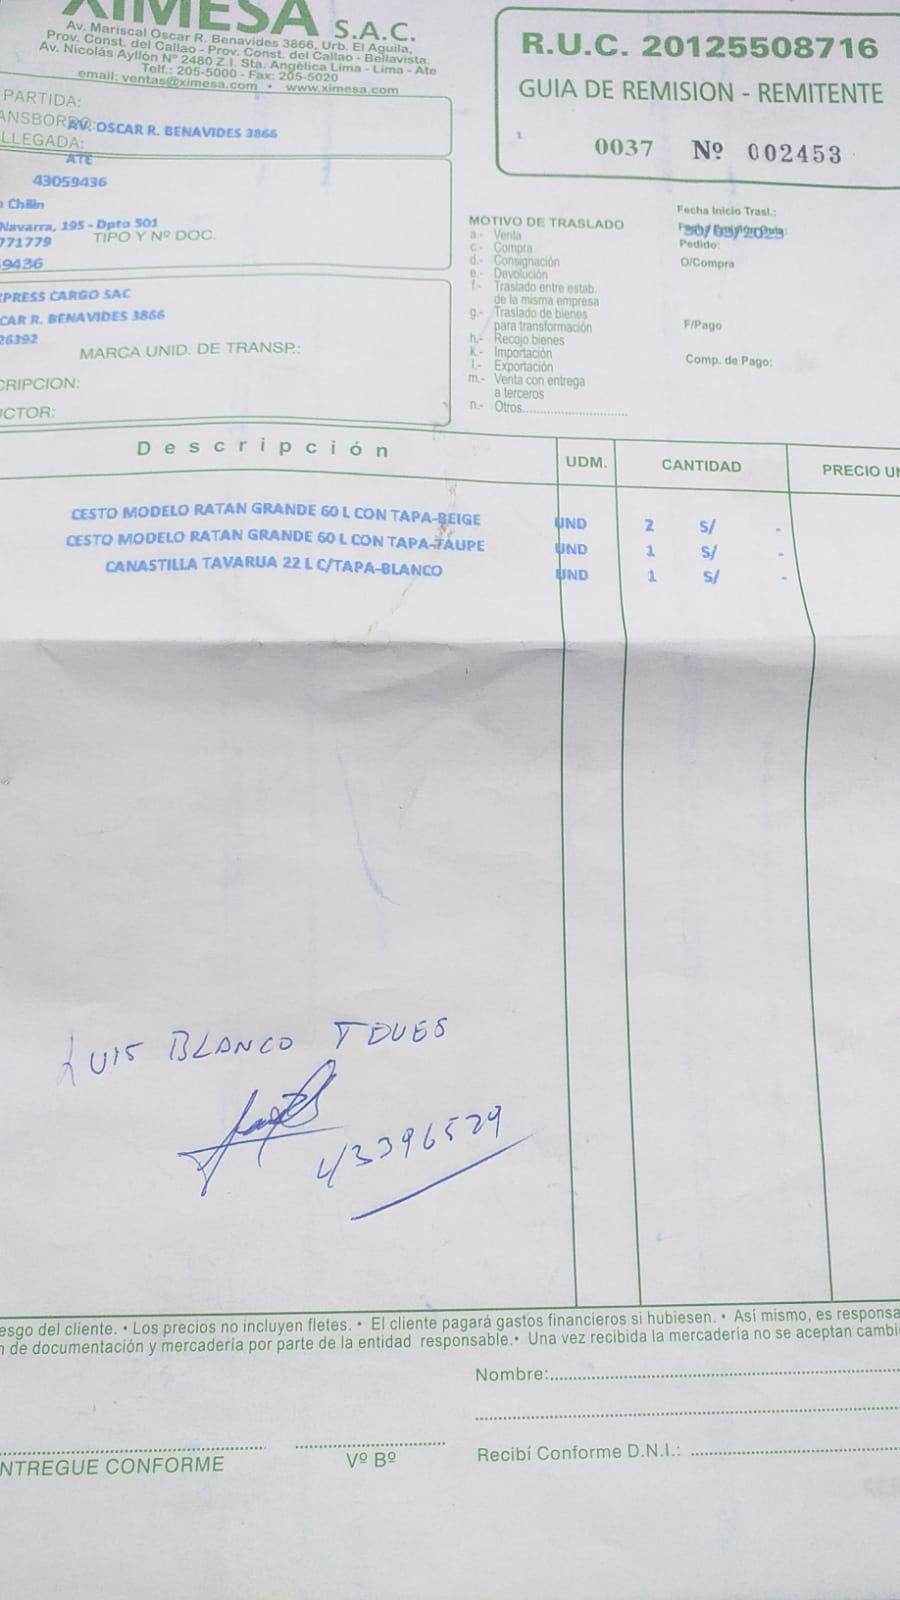 XIMESA S.A.C.
Av. Mariscal Oscar R. Benavides 3866, Urb. El Aguila,
Prov. Const. del Callao - Prov. Const. del Callao - Bellavista.
Av. Nicolás Ayllón Nº 2480 Z.I. Sta. Angélica Lima - Lima - Ate
Telf.: 205-5000 - Fax: 205-5020
email: ventas@ximesa.com • www.ximesa.com
R.U.C. 20125508716
GUIA DE REMISION - REMITENTE
0037 Nº 002453
PARTIDA:
ANSBORDO:
AV. OSCAR R. BENAVIDES 3866
LLEGADA:
ATE
43059436
o Chilin
Navarra, 195 - Dpto 501
771779 TIPO Y Nº DOC.
59436
XPRESS CARGO SAC
CAR R. BENAVIDES 3866
26392
MARCA UNID. DE TRANSP.:
CRIPCION:
UCTOR:
MOTIVO DE TRASLADO
a.- Venta
c.- Compra
d.- Consignación
e.- Devolución
f.- Traslado entre estab.
de la misma empresa
g.- Traslado de bienes
para transformación
h.- Recojo bienes
k.- Importación
l.- Exportación
m.- Venta con entrega
a terceros
n.- Otros..............................
Fecha Inicio Trasl.:
Pedido:
O/Compra
F/Pago
Comp. de Pago:
Descripción UDM. CANTIDAD PRECIO UN
CESTO MODELO RATAN GRANDE 60 L CON TAPA-BEIGE UND 2 S/ -
CESTO MODELO RATAN GRANDE 60 L CON TAPA-TAUPE UND 1 S/ -
CANASTILLA TAVARUA 22 L C/TAPA-BLANCO UND 1 S/ -
LUIS BLANCO
43396529
esgo del cliente. • Los precios no incluyen fletes. • El cliente pagará gastos financieros si hubiesen. • Así mismo, es responsa
n de documentación y mercadería por parte de la entidad responsable.• Una vez recibida la mercadería no se aceptan cambi
Nombre:
NTREGUE CONFORME
Vº Bº
Recibí Conforme D.N.I.: